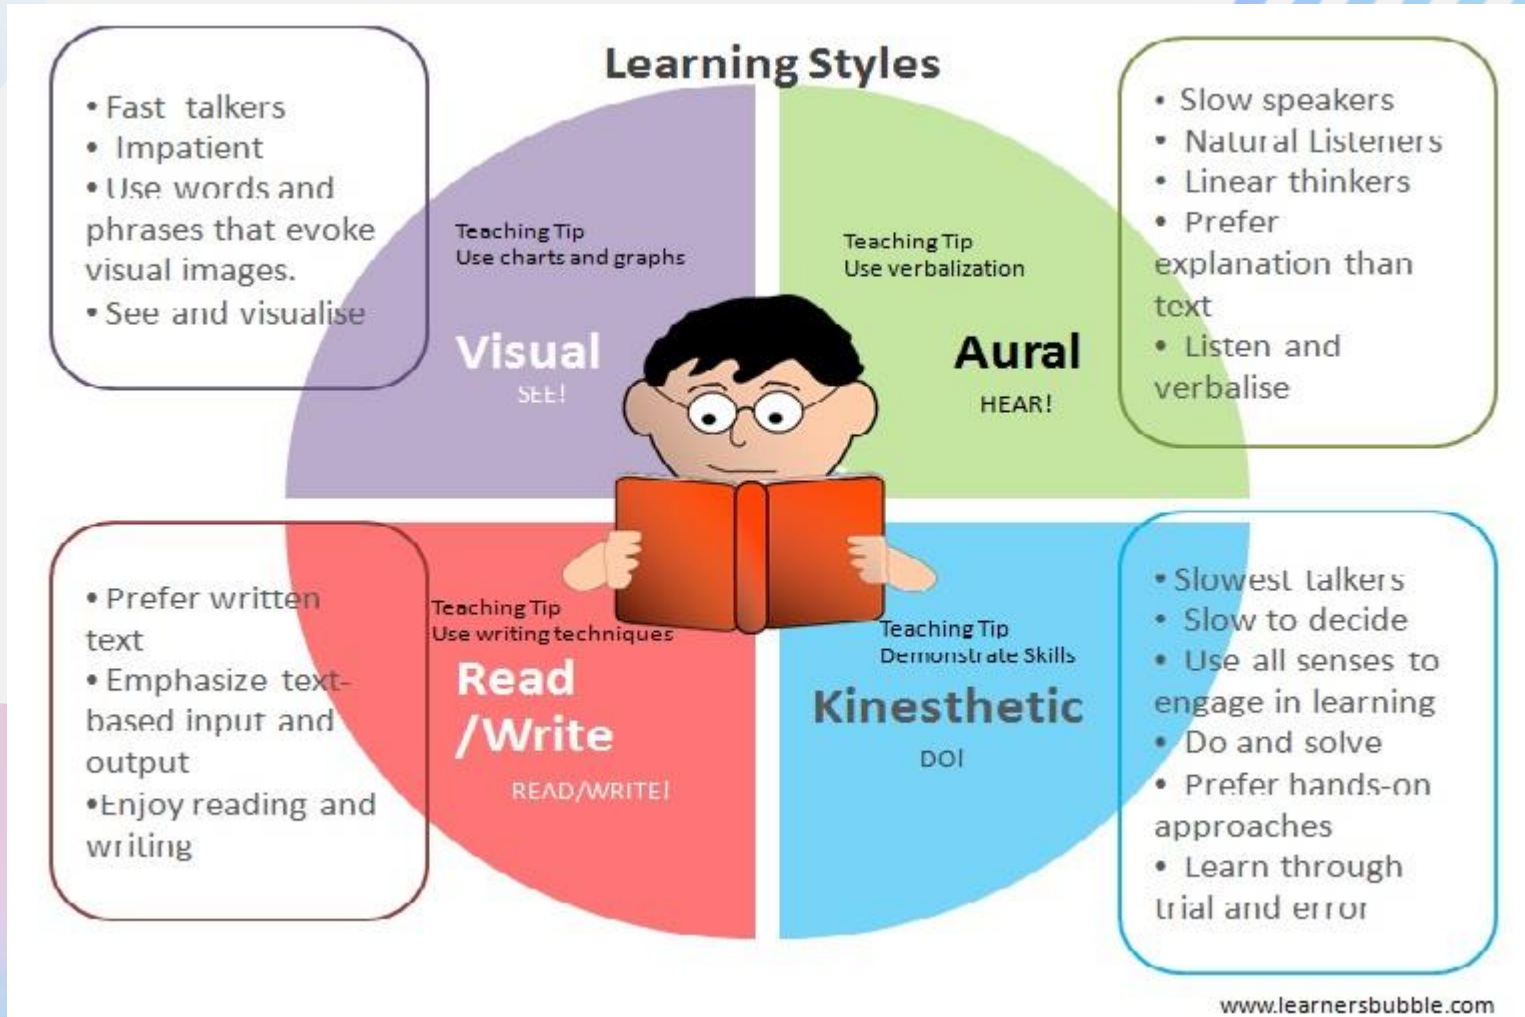 Learning Styles
• Fast talkers
• Impatient
• Use words and
phrases that evoke
visual images.
• See and visualise
Teaching Tip
Use charts and graphs
Visual
SEE!
Teaching Tip
Use verbalization
Aural
HEAR!
• Slow speakers
• Natural Listeners
• Linear thinkers
• Prefer
explanation than
text
• Listen and
verbalise
• Prefer written
text
• Emphasize text-
based input and
output
•Enjoy reading and
writing
Teaching Tip
Use writing techniques
Read
/Write
READ/WRITE!
Teaching Tip
Demonstrate Skills
Kinesthetic
DO!
• Slowest talkers
• Slow to decide
• Use all senses to
engage in learning
• Do and solve
• Prefer hands-on
approaches
• Learn through
trial and error
www.learnersbubble.com